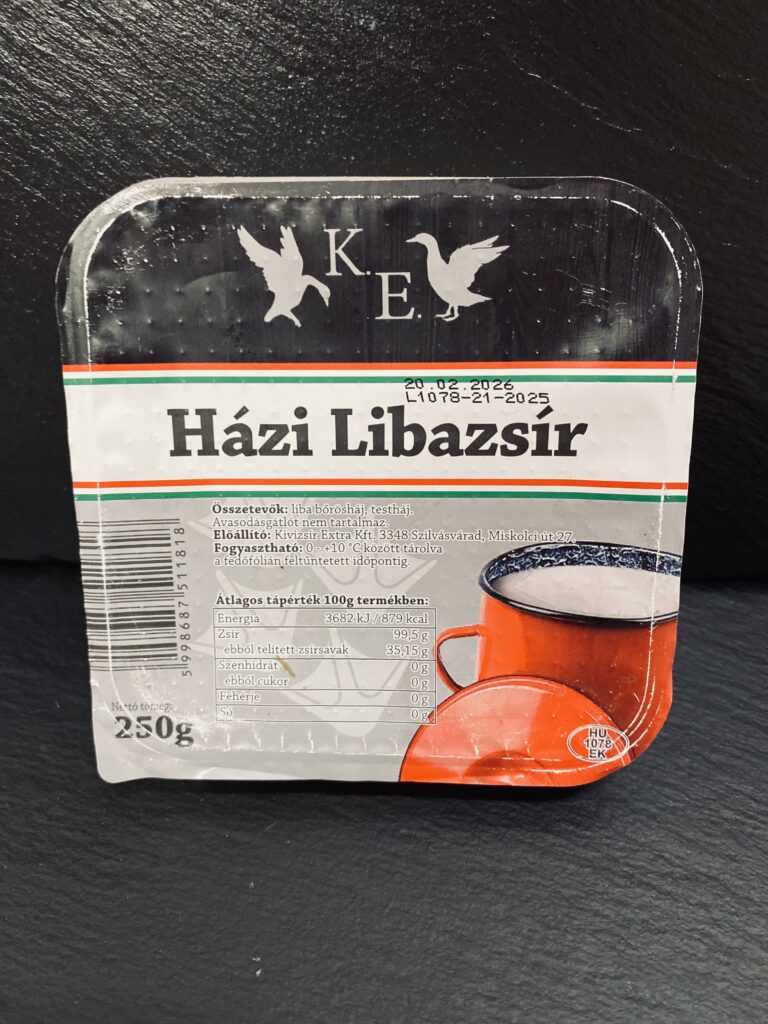 K.
E.
20.02.2026
L1078-21-2025
Házi Libazsír
Összetevők: liba bőrösháj, testháj.
Avasodásgátlót nem tartalmaz.
Előállító: Kivizsír Extra Kft. 3348 Szilvásvárad, Miskolci út 27.
Fogyasztható: 0 - +10 °C között tárolva
a fedőfólián feltüntetett időpontig.
Átlagos tápérték 100g termékben:
Energia 3682 kJ / 879 kcal
Zsír 99,5 g
ebből telített zsírsavak 35,15 g
Szénhidrát 0 g
ebből cukor 0 g
Fehérje 0 g
Só 0 g
5 998687 511818
Nettó tömeg:
250g
HU
1078
EK